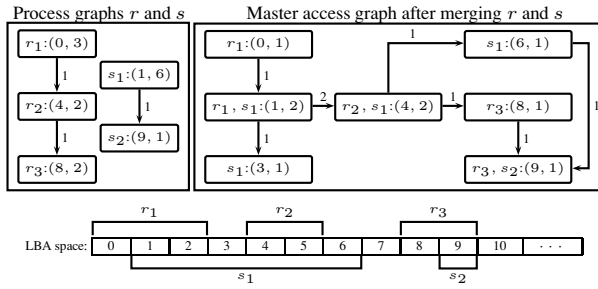 Process graphs r and s
Master access graph after merging r and s
r1:(0, 3)
1
s1:(1, 6)
r2:(4, 2)
1
1
s2:(9, 1)
r3:(8, 2)
r1:(0, 1)
1
s1:(6, 1)
1
r1, s1:(1, 2)
2
r2, s1:(4, 2)
1
r3:(8, 1)
1
1
1
s1:(3, 1)
r3, s2:(9, 1)
r1
r2
r3
LBA space: 0 1 2 3 4 5 6 7 8 9 10 · · ·
s1
s2